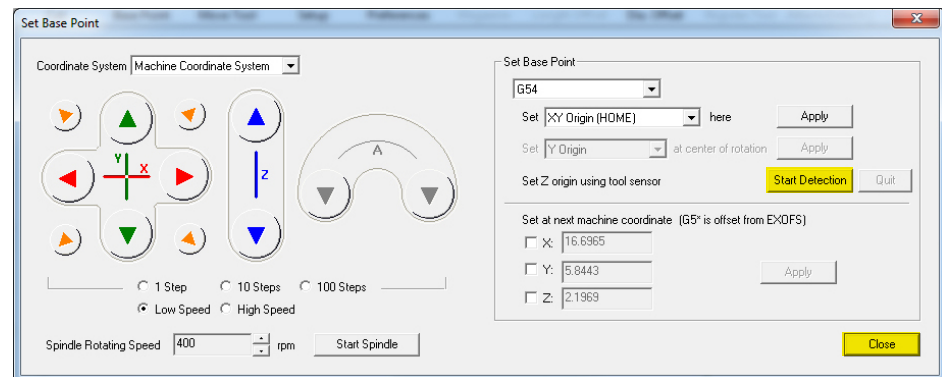 Set Base Point
Coordinate System Machine Coordinate System
Y
X
Z
A
1 Step 10 Steps 100 Steps
Low Speed High Speed
Spindle Rotating Speed 400 rpm Start Spindle
Set Base Point
G54
Set XY Origin (HOME) here Apply
Set Y Origin at center of rotation Apply
Set Z origin using tool sensor Start Detection Quit
Set at next machine coordinate (G5* is offset from EXOFS)
X: 16.6965
Y: 5.8443
Apply
Z: 2.1969
Close